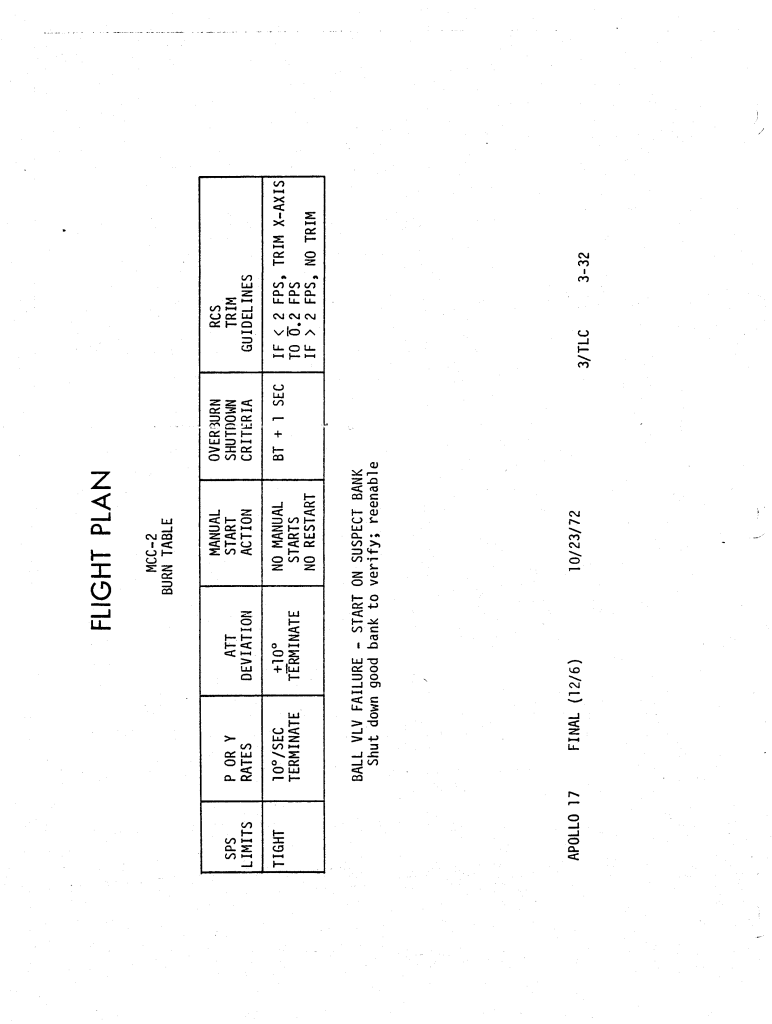 FLIGHT PLAN
MCC-2
BURN TABLE
SPS
LIMITS
P OR Y
RATES
ATT
DEVIATION
MANUAL
START
ACTION
OVERBURN
SHUTDOWN
CRITERIA
RCS
TRIM
GUIDELINES
TIGHT
10°/SEC
TERMINATE
±10°
TERMINATE
NO MANUAL
STARTS
NO RESTART
BT + 1 SEC
IF < 2 FPS, TRIM X-AXIS
TO 0.2 FPS
IF > 2 FPS, NO TRIM
BALL VLV FAILURE - START ON SUSPECT BANK
Shut down good bank to verify; reenable
APOLLO 17 FINAL (12/6) 10/23/72 3/TLC 3-32